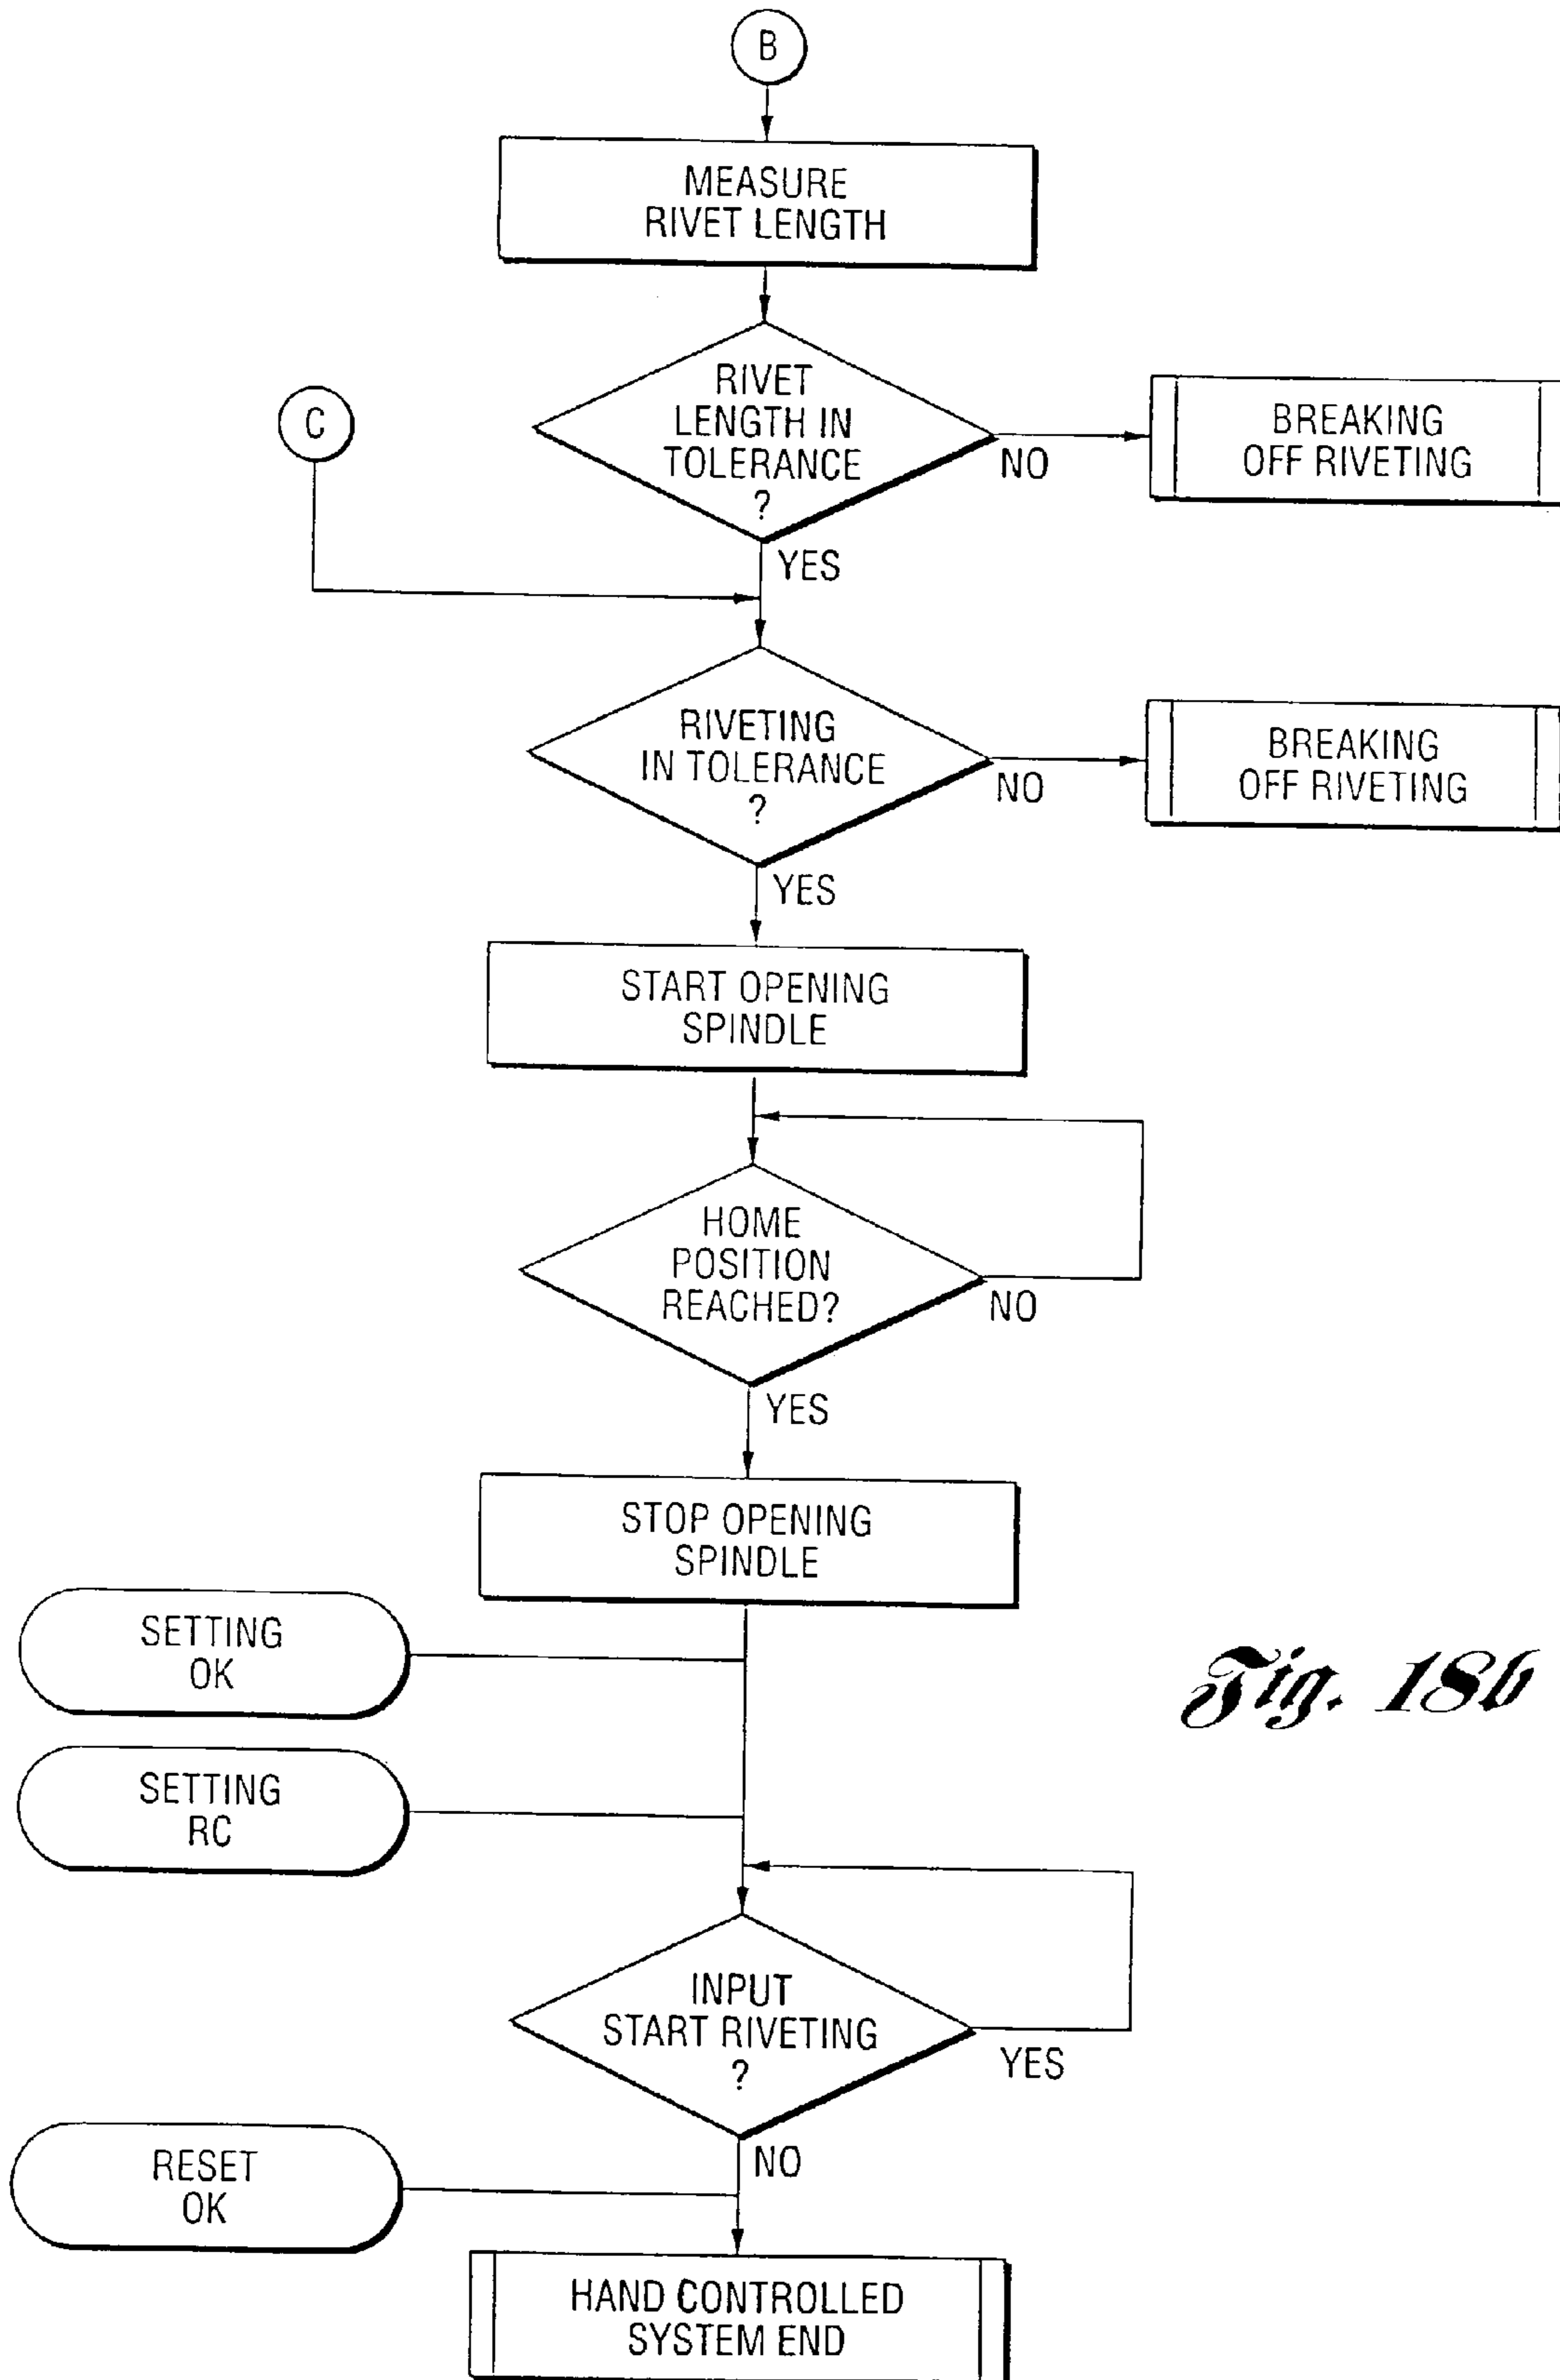 B
MEASURE
RIVET LENGTH
RIVET
LENGTH IN
TOLERANCE
?
NO
BREAKING
OFF RIVETING
C
YES
RIVETING
IN TOLERANCE
?
NO
BREAKING
OFF RIVETING
YES
START OPENING
SPINDLE
HOME
POSITION
REACHED?
NO
YES
STOP OPENING
SPINDLE
SETTING
OK
Fig. 18b
SETTING
RC
INPUT
START RIVETING
?
YES
NO
RESET
OK
HAND CONTROLLED
SYSTEM END